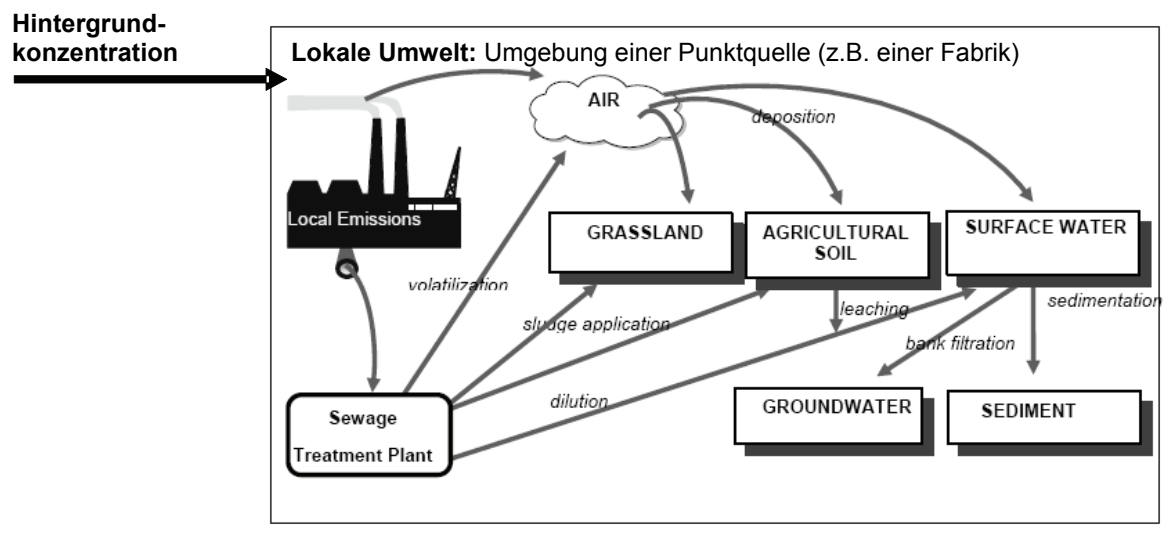 Hintergrund-
konzentration
Lokale Umwelt: Umgebung einer Punktquelle (z.B. einer Fabrik)
AIR
deposition
Local Emissions
GRASSLAND
AGRICULTURAL
SOIL
SURFACE WATER
volatilization
sludge application
leaching
sedimentation
bank filtration
dilution
Sewage
Treatment Plant
GROUNDWATER
SEDIMENT